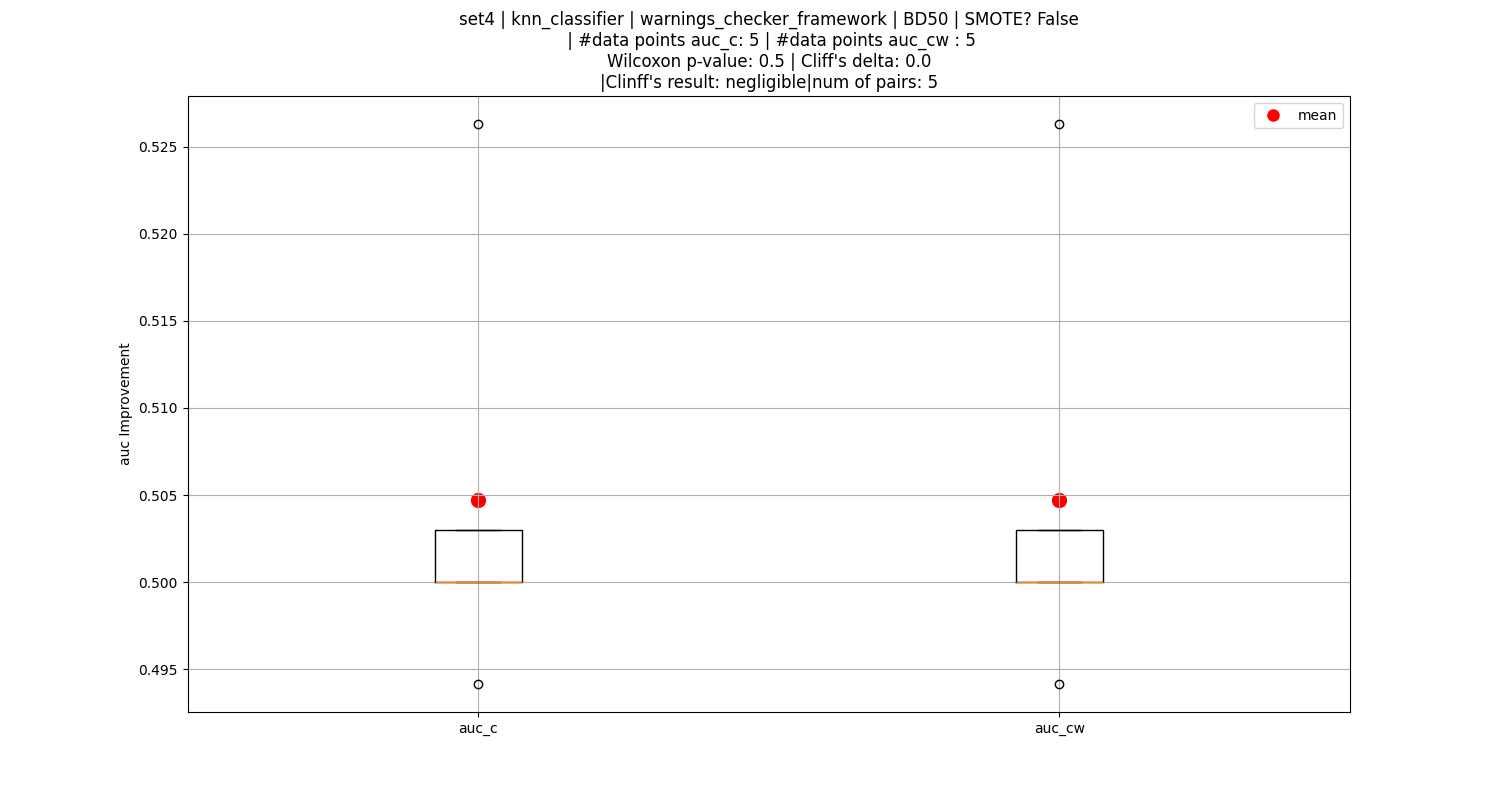 set4 | knn_classifier | warnings_checker_framework | BD50 | SMOTE? False
| #data points auc_c: 5 | #data points auc_cw : 5
Wilcoxon p-value: 0.5 | Cliff's delta: 0.0
|Clinff's result: negligible|num of pairs: 5
mean
0.525
0.520
0.515
0.510
0.505
0.500
0.495
auc Improvement
auc_c
auc_cw